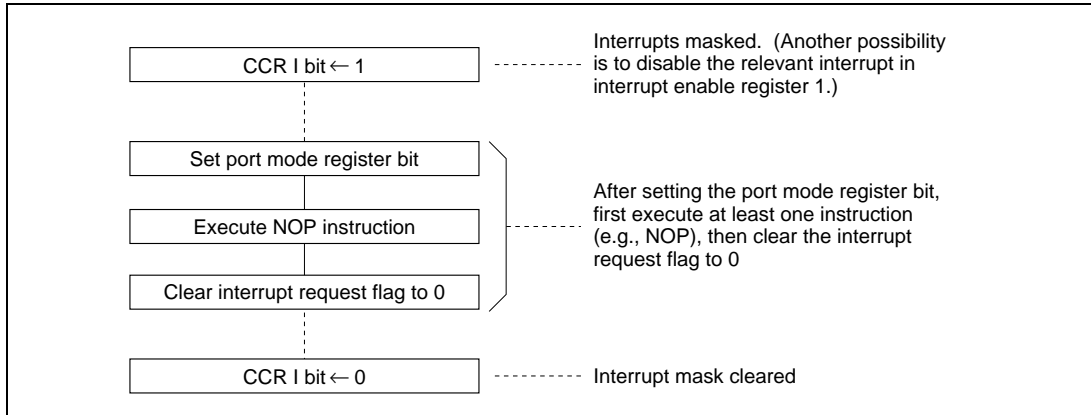 CCR I bit ← 1
Interrupts masked. (Another possibility
is to disable the relevant interrupt in
interrupt enable register 1.)
Set port mode register bit
Execute NOP instruction
Clear interrupt request flag to 0
After setting the port mode register bit,
first execute at least one instruction
(e.g., NOP), then clear the interrupt
request flag to 0
CCR I bit ← 0
Interrupt mask cleared